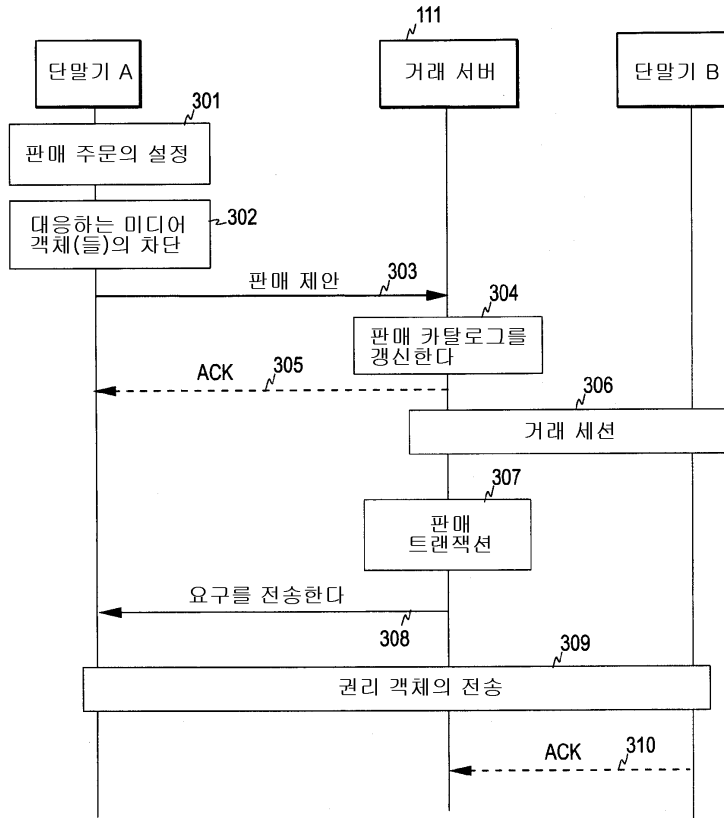 111
단말기 A
거래 서버
단말기 B
301
판매 주문의 설정
302
대응하는 미디어
객체(들)의 차단
판매 제안
303
304
판매 카탈로그를
갱신한다
ACK
305
306
거래 세션
307
판매
트랜잭션
요구를 전송한다
308
309
권리 객체의 전송
ACK
310